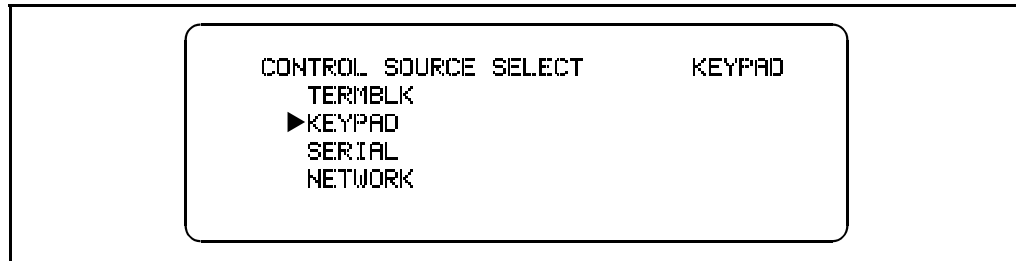 CONTROL SOURCE SELECT KEYPAD
TERMBLK
▶KEYPAD
SERIAL
NETWORK